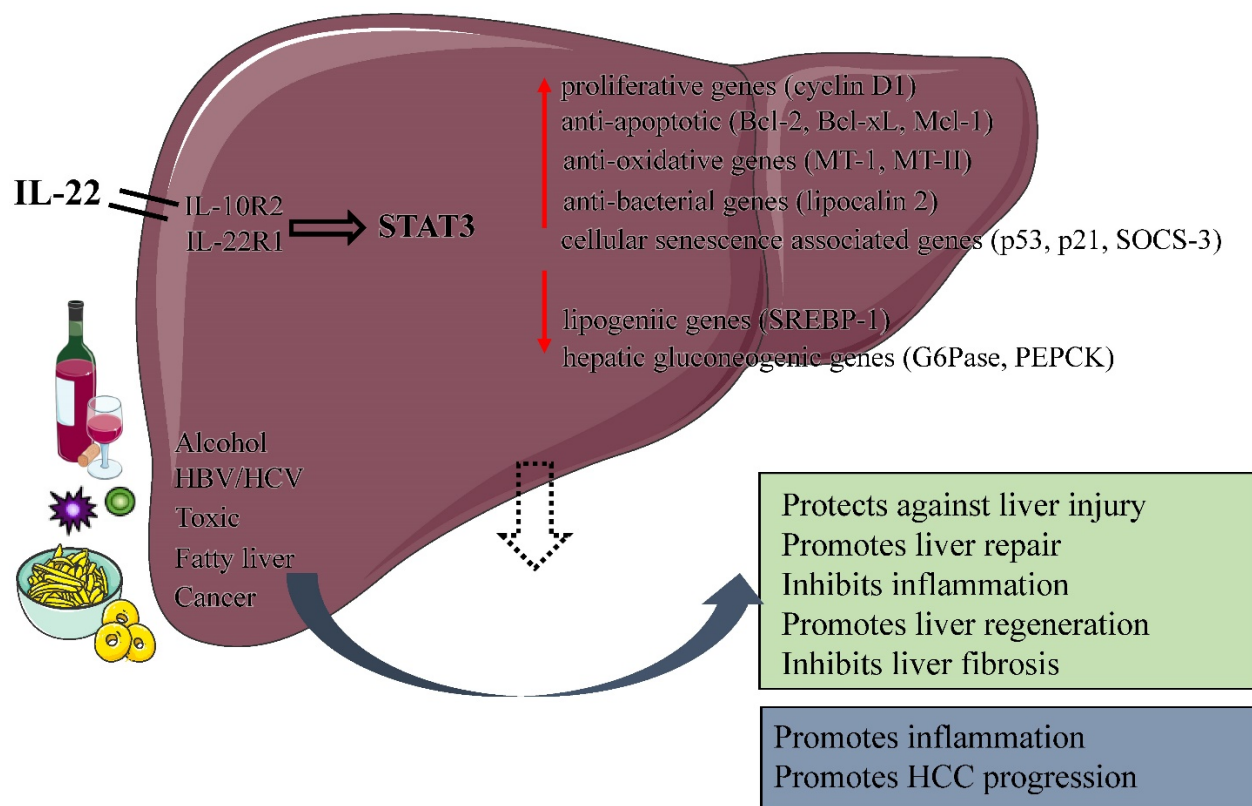 proliferative genes (cyclin D1)
anti-apoptotic (Bcl-2, Bcl-xL, Mcl-1)
anti-oxidative genes (MT-1, MT-II)
anti-bacterial genes (lipocalin 2)
cellular senescence associated genes (p53, p21, SOCS-3)
IL-22
IL-10R2
IL-22R1
STAT3
lipogeniic genes (SREBP-1)
hepatic gluconeogenic genes (G6Pase, PEPCK)
Alcohol
HBV/HCV
Toxic
Fatty liver
Cancer
Protects against liver injury
Promotes liver repair
Inhibits inflammation
Promotes liver regeneration
Inhibits liver fibrosis
Promotes inflammation
Promotes HCC progression